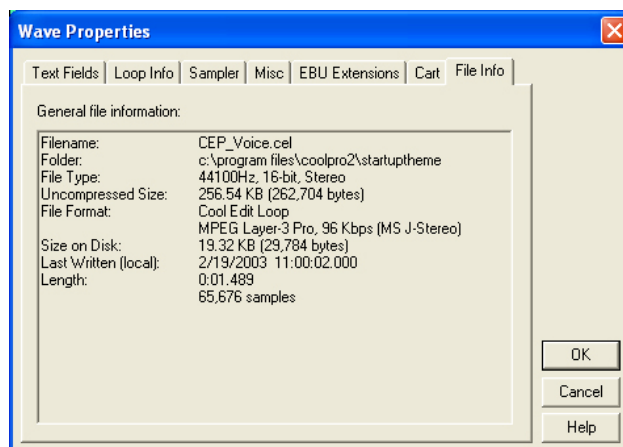 Wave Properties
Text Fields Loop Info Sampler Misc EBU Extensions Cart File Info
General file information:
Filename: CEP_Voice.cel
Folder: c:\program files\coolpro2\startuptheme
File Type: 44100Hz, 16-bit, Stereo
Uncompressed Size: 256.54 KB (262,704 bytes)
File Format: Cool Edit Loop
MPEG Layer-3 Pro, 96 Kbps (MS J-Stereo)
Size on Disk: 19.32 KB (29,784 bytes)
Last Written (local): 2/19/2003 11:00:02.000
Length: 0:01.489
65,676 samples
OK
Cancel
Help